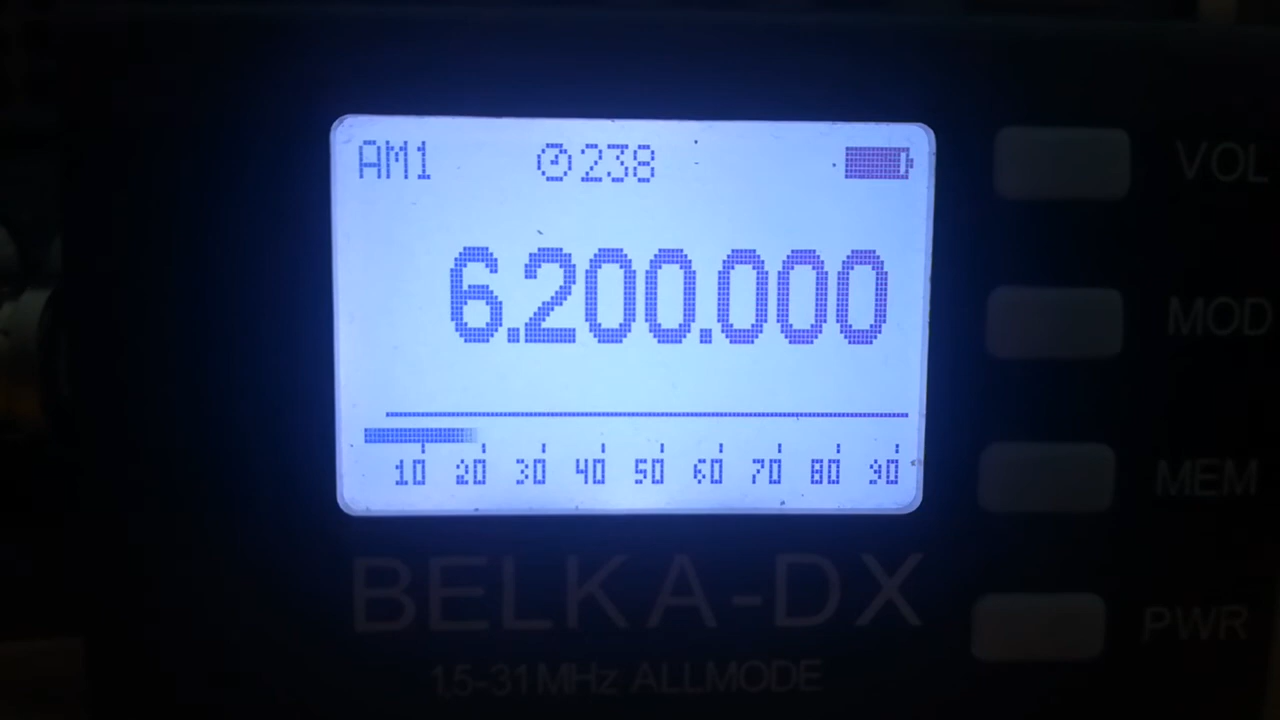 AM1 238
VOL
6.200.000
MOD
10 20 30 40 50 60 70 80 90
MEM
BELKA-DX
PWR
1.5-31MHz ALLMODE